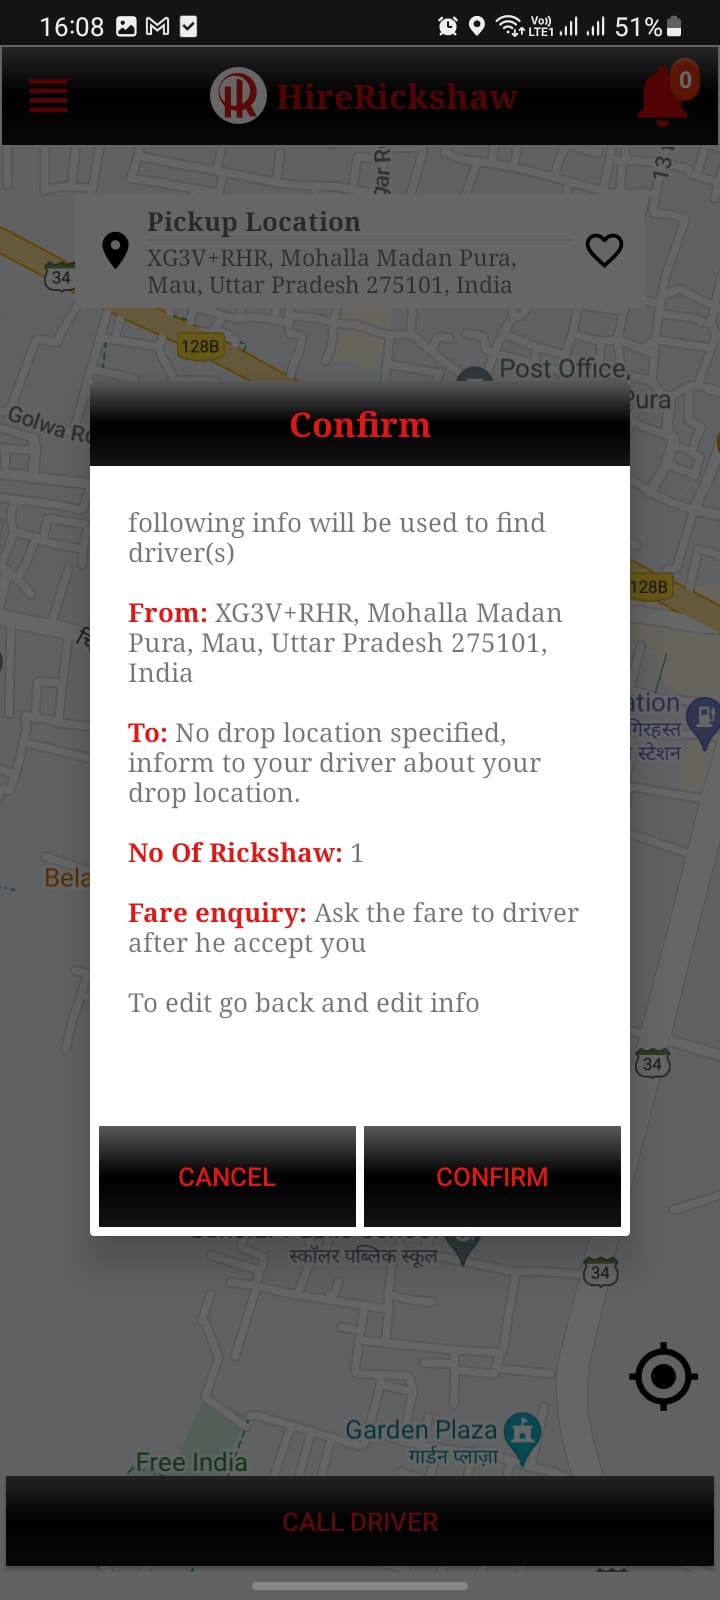 16:08
Vo)) LTE1
51%
HireRickshaw
0
13
gar R
Pickup Location
XG3V+RHR, Mohalla Madan Pura,
Mau, Uttar Pradesh 275101, India
34
128B
Post Office,
Pura
Golwa Ro
Confirm
following info will be used to find
driver(s)
From: XG3V+RHR, Mohalla Madan
Pura, Mau, Uttar Pradesh 275101,
India
To: No drop location specified,
inform to your driver about your
drop location.
No Of Rickshaw: 1
Fare enquiry: Ask the fare to driver
after he accept you
To edit go back and edit info
CANCEL
CONFIRM
128B
ation
गिरहस्त
स्टेशन
Bela
34
स्कॉलर पब्लिक स्कूल
34
Garden Plaza
गार्डन प्लाज़ा
Free India
CALL DRIVER